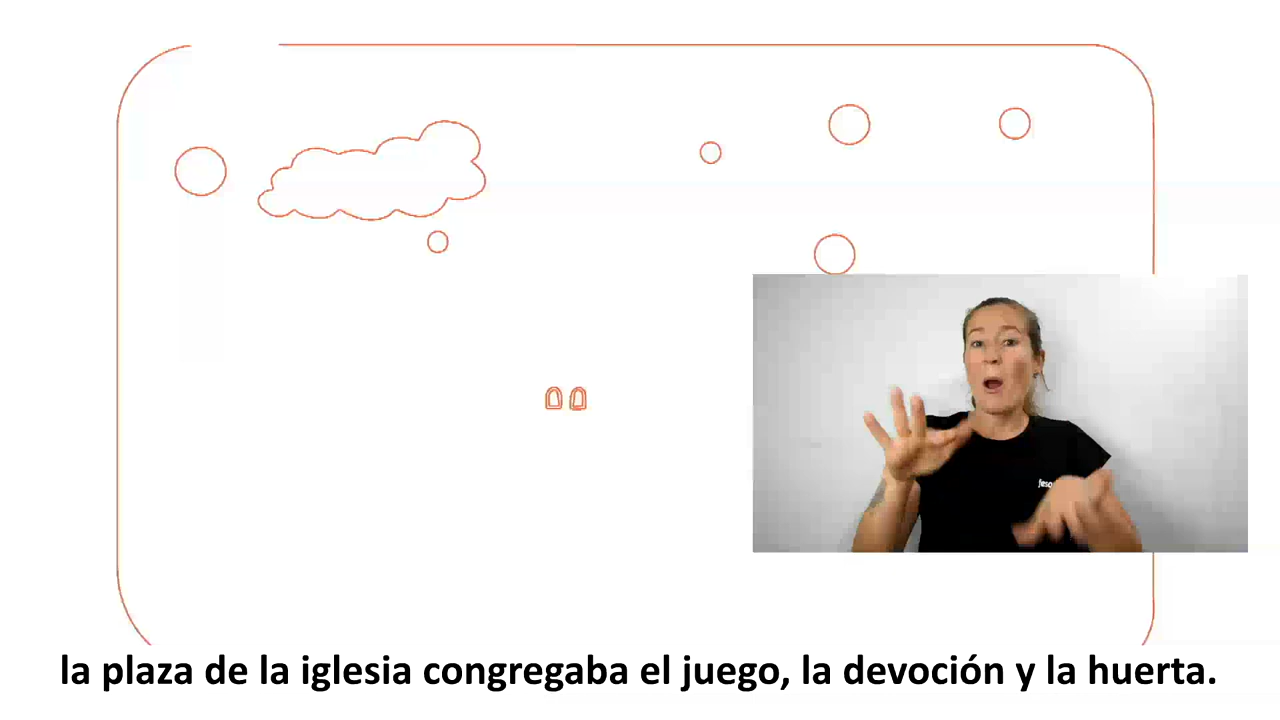 la plaza de la iglesia congregaba el juego, la devoción y la huerta.